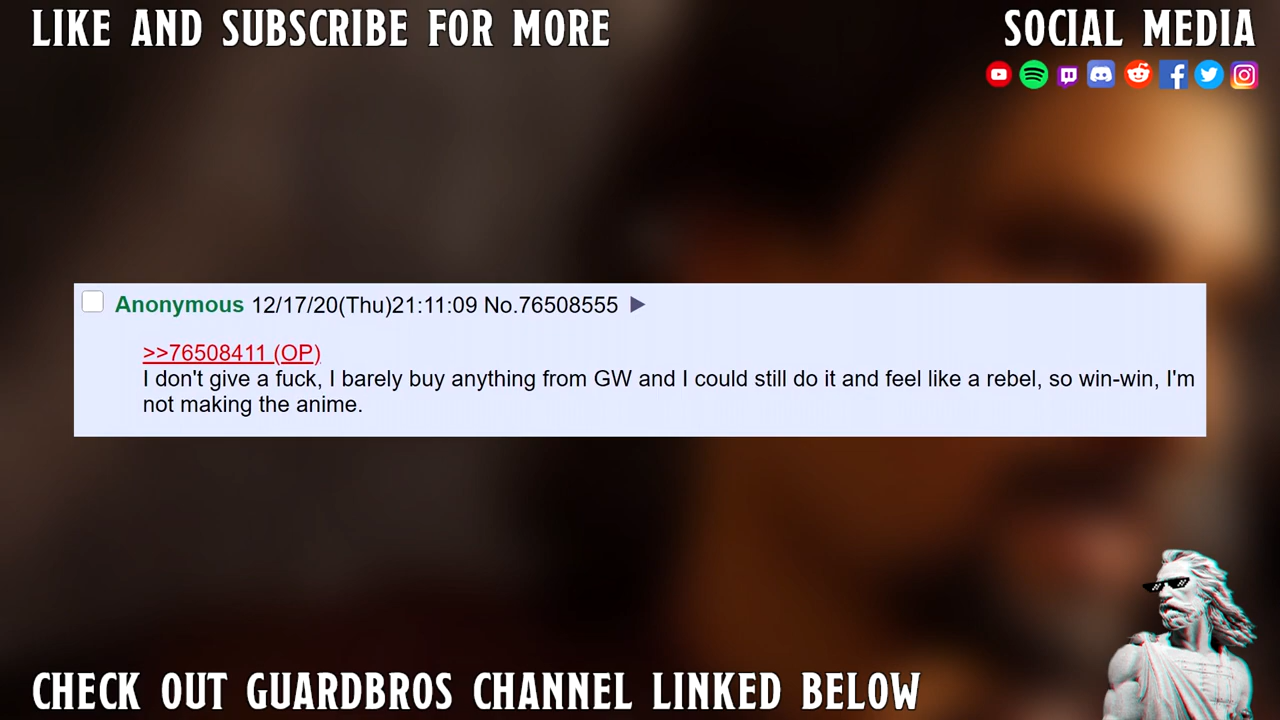 LIKE AND SUBSCRIBE FOR MORE
SOCIAL MEDIA
Anonymous 12/17/20(Thu)21:11:09 No.76508555 ▶
>>76508411 (OP)
I don't give a fuck, I barely buy anything from GW and I could still do it and feel like a rebel, so win-win, I'm
not making the anime.
CHECK OUT GUARDBROS CHANNEL LINKED BELOW